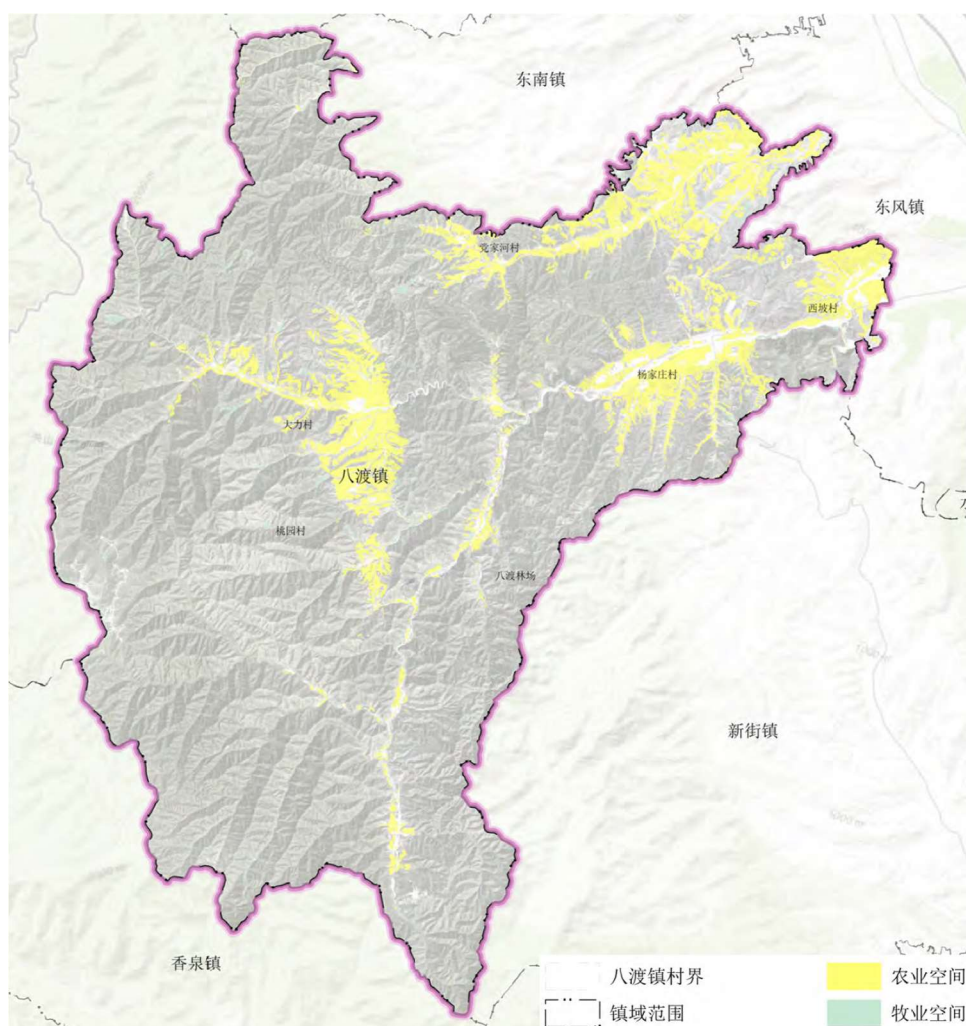 东南镇
东风镇
党家河村
西坡村
杨家庄村
大力村
八渡镇
桃园村
八渡林场
新街镇
香泉镇
八渡镇村界
农业空间
镇域范围
牧业空间